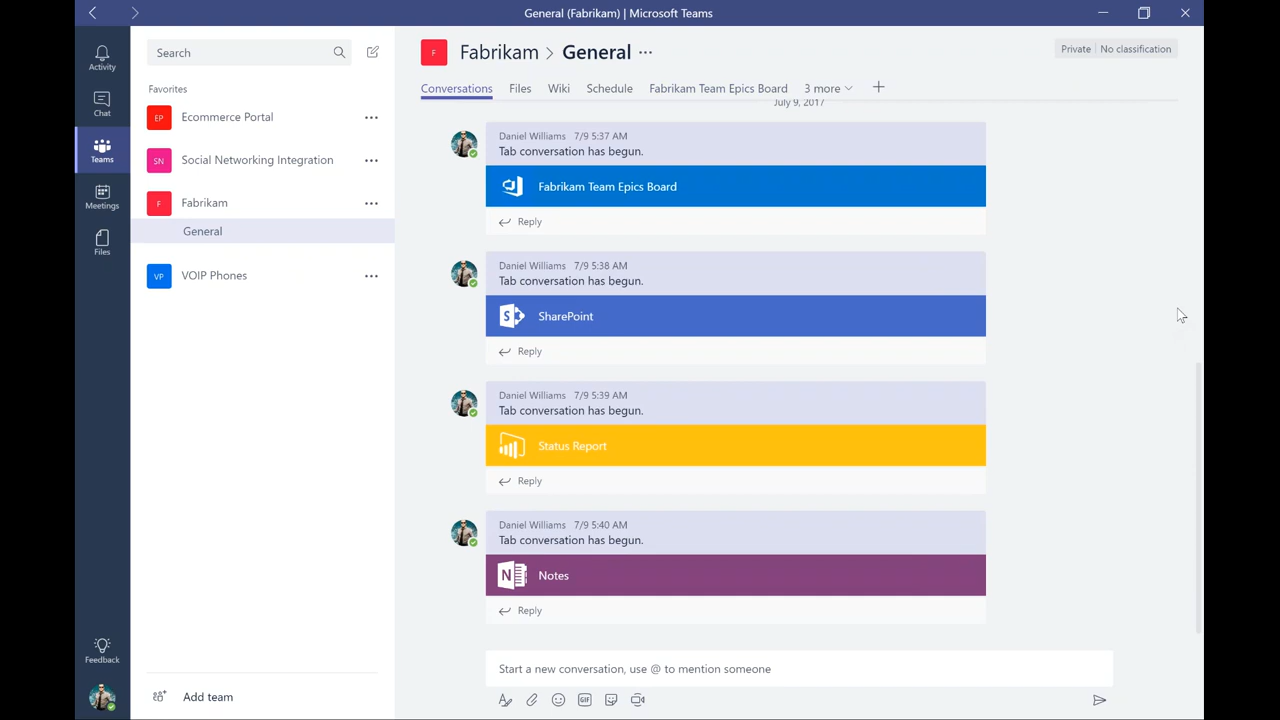 General (Fabrikam) | Microsoft Teams
Activity
Chat
Teams
Meetings
Files
Feedback
Search
Favorites
EP Ecommerce Portal
SN Social Networking Integration
F Fabrikam
General
VP VOIP Phones
Add team
F Fabrikam > General
Private | No classification
Conversations Files Wiki Schedule Fabrikam Team Epics Board 3 more
July 9, 2017
Daniel Williams 7/9 5:37 AM
Tab conversation has begun.
Fabrikam Team Epics Board
Reply
Daniel Williams 7/9 5:38 AM
Tab conversation has begun.
S SharePoint
Reply
Daniel Williams 7/9 5:39 AM
Tab conversation has begun.
Status Report
Reply
Daniel Williams 7/9 5:40 AM
Tab conversation has begun.
N Notes
Reply
Start a new conversation, use @ to mention someone
GIF